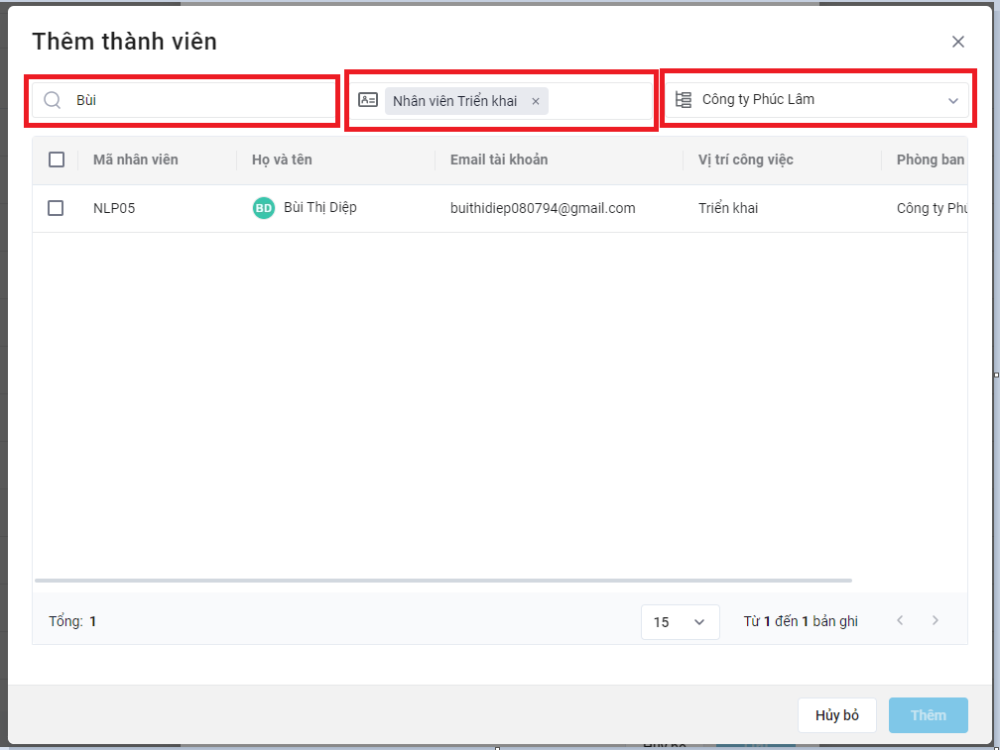 Thêm thành viên
Bùi
Nhân viên Triển khai ×
Công ty Phúc Lâm
Mã nhân viên Họ và tên Email tài khoản Vị trí công việc Phòng ban
NLP05 BD Bùi Thị Diệp buithidiep080794@gmail.com Triển khai Công ty Phú
Tổng: 1 15 Từ 1 đến 1 bản ghi
Hủy bỏ Thêm